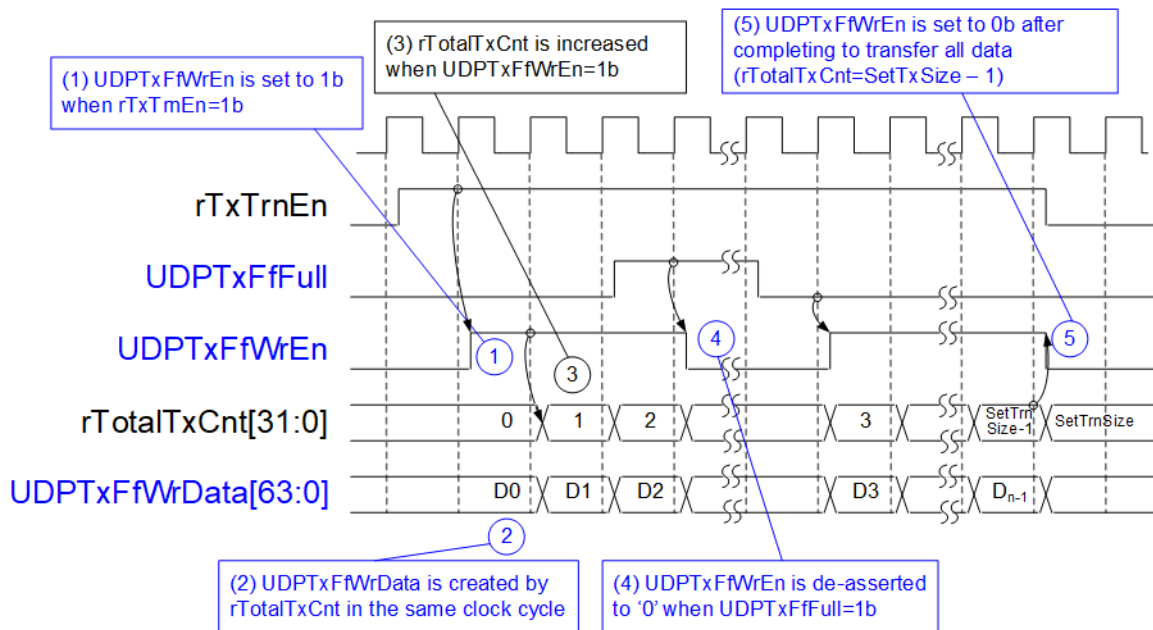 (5) UDPTxFfWrEn is set to 0b after
completing to transfer all data
(rTotalTxCnt=SetTxSize – 1)
(3) rTotalTxCnt is increased
when UDPTxFfWrEn=1b
(1) UDPTxFfWrEn is set to 1b
when rTxTrnEn=1b
rTxTrnEn
UDPTxFfFull
UDPTxFfWrEn
1
3
4
5
rTotalTxCnt[31:0]
0
1
2
3
SetTrn
Size-1
SetTrnSize
UDPTxFfWrData[63:0]
D0
D1
D2
D3
Dn-1
2
(2) UDPTxFfWrData is created by
rTotalTxCnt in the same clock cycle
(4) UDPTxFfWrEn is de-asserted
to ‘0’ when UDPTxFfFull=1b